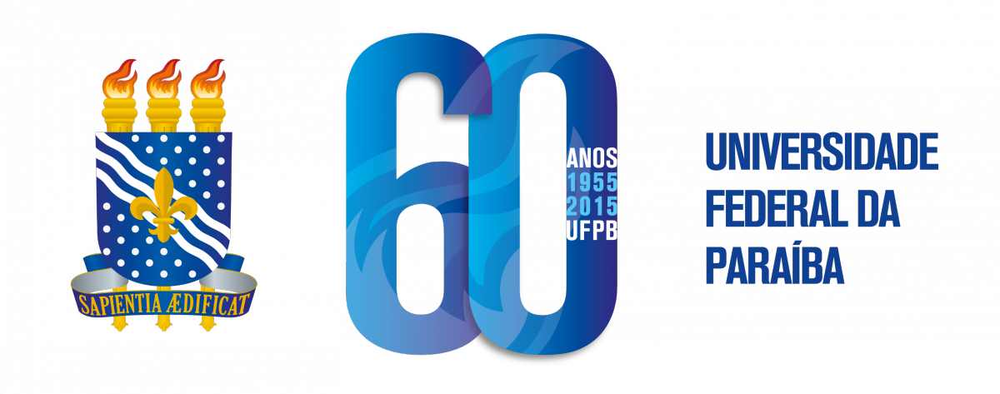 SAPIENTIA ÆDIFICAT
60
ANOS
1955
2015
UFPB
UNIVERSIDADE
FEDERAL DA
PARAÍBA